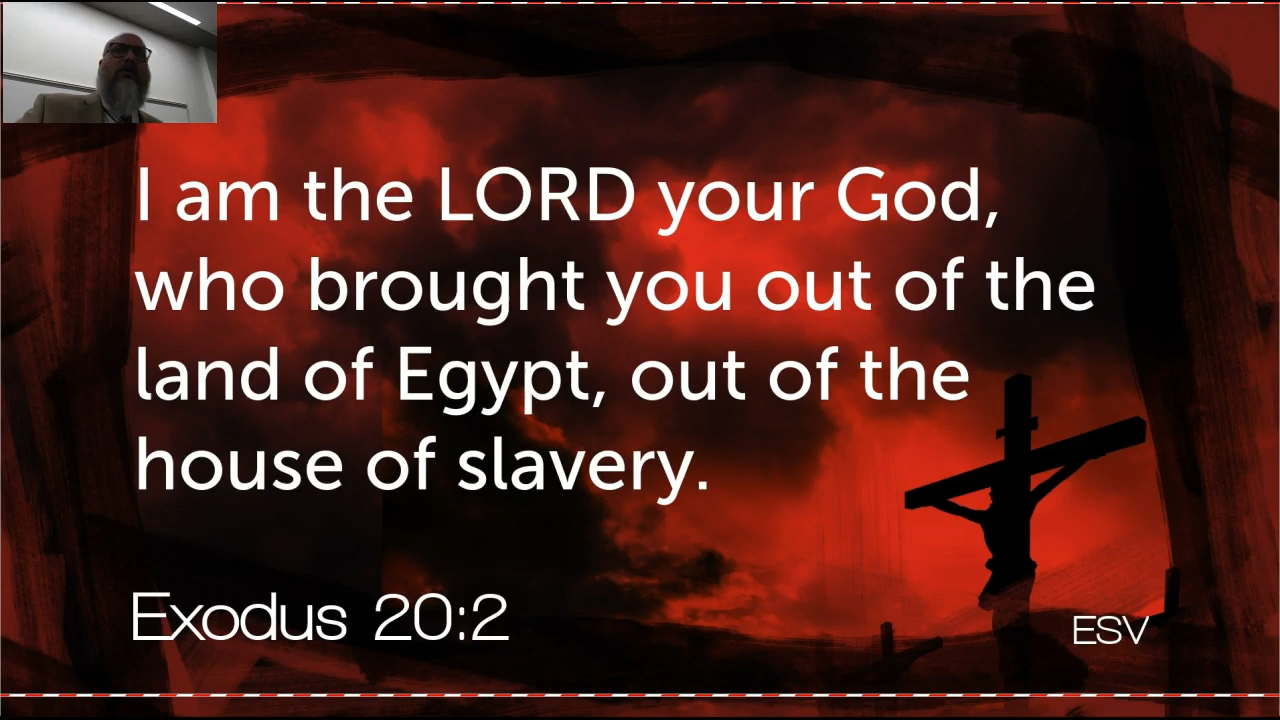 I am the LORD your God,
who brought you out of the
land of Egypt, out of the
house of slavery.
Exodus 20:2
ESV